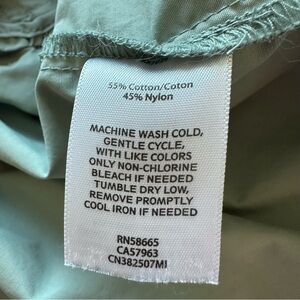 55% Cotton/Coton
45% Nylon
MACHINE WASH COLD,
GENTLE CYCLE,
WITH LIKE COLORS
ONLY NON-CHLORINE
BLEACH IF NEEDED
TUMBLE DRY LOW,
REMOVE PROMPTLY
COOL IRON IF NEEDED
RN58665
CA57963
CN382507MI